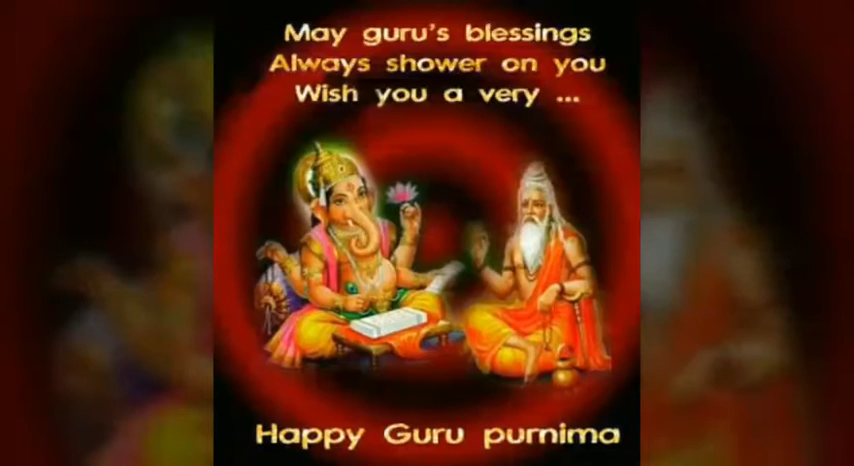 May guru's blessings
Always shower on you
Wish you a very ...
Happy Guru purnima